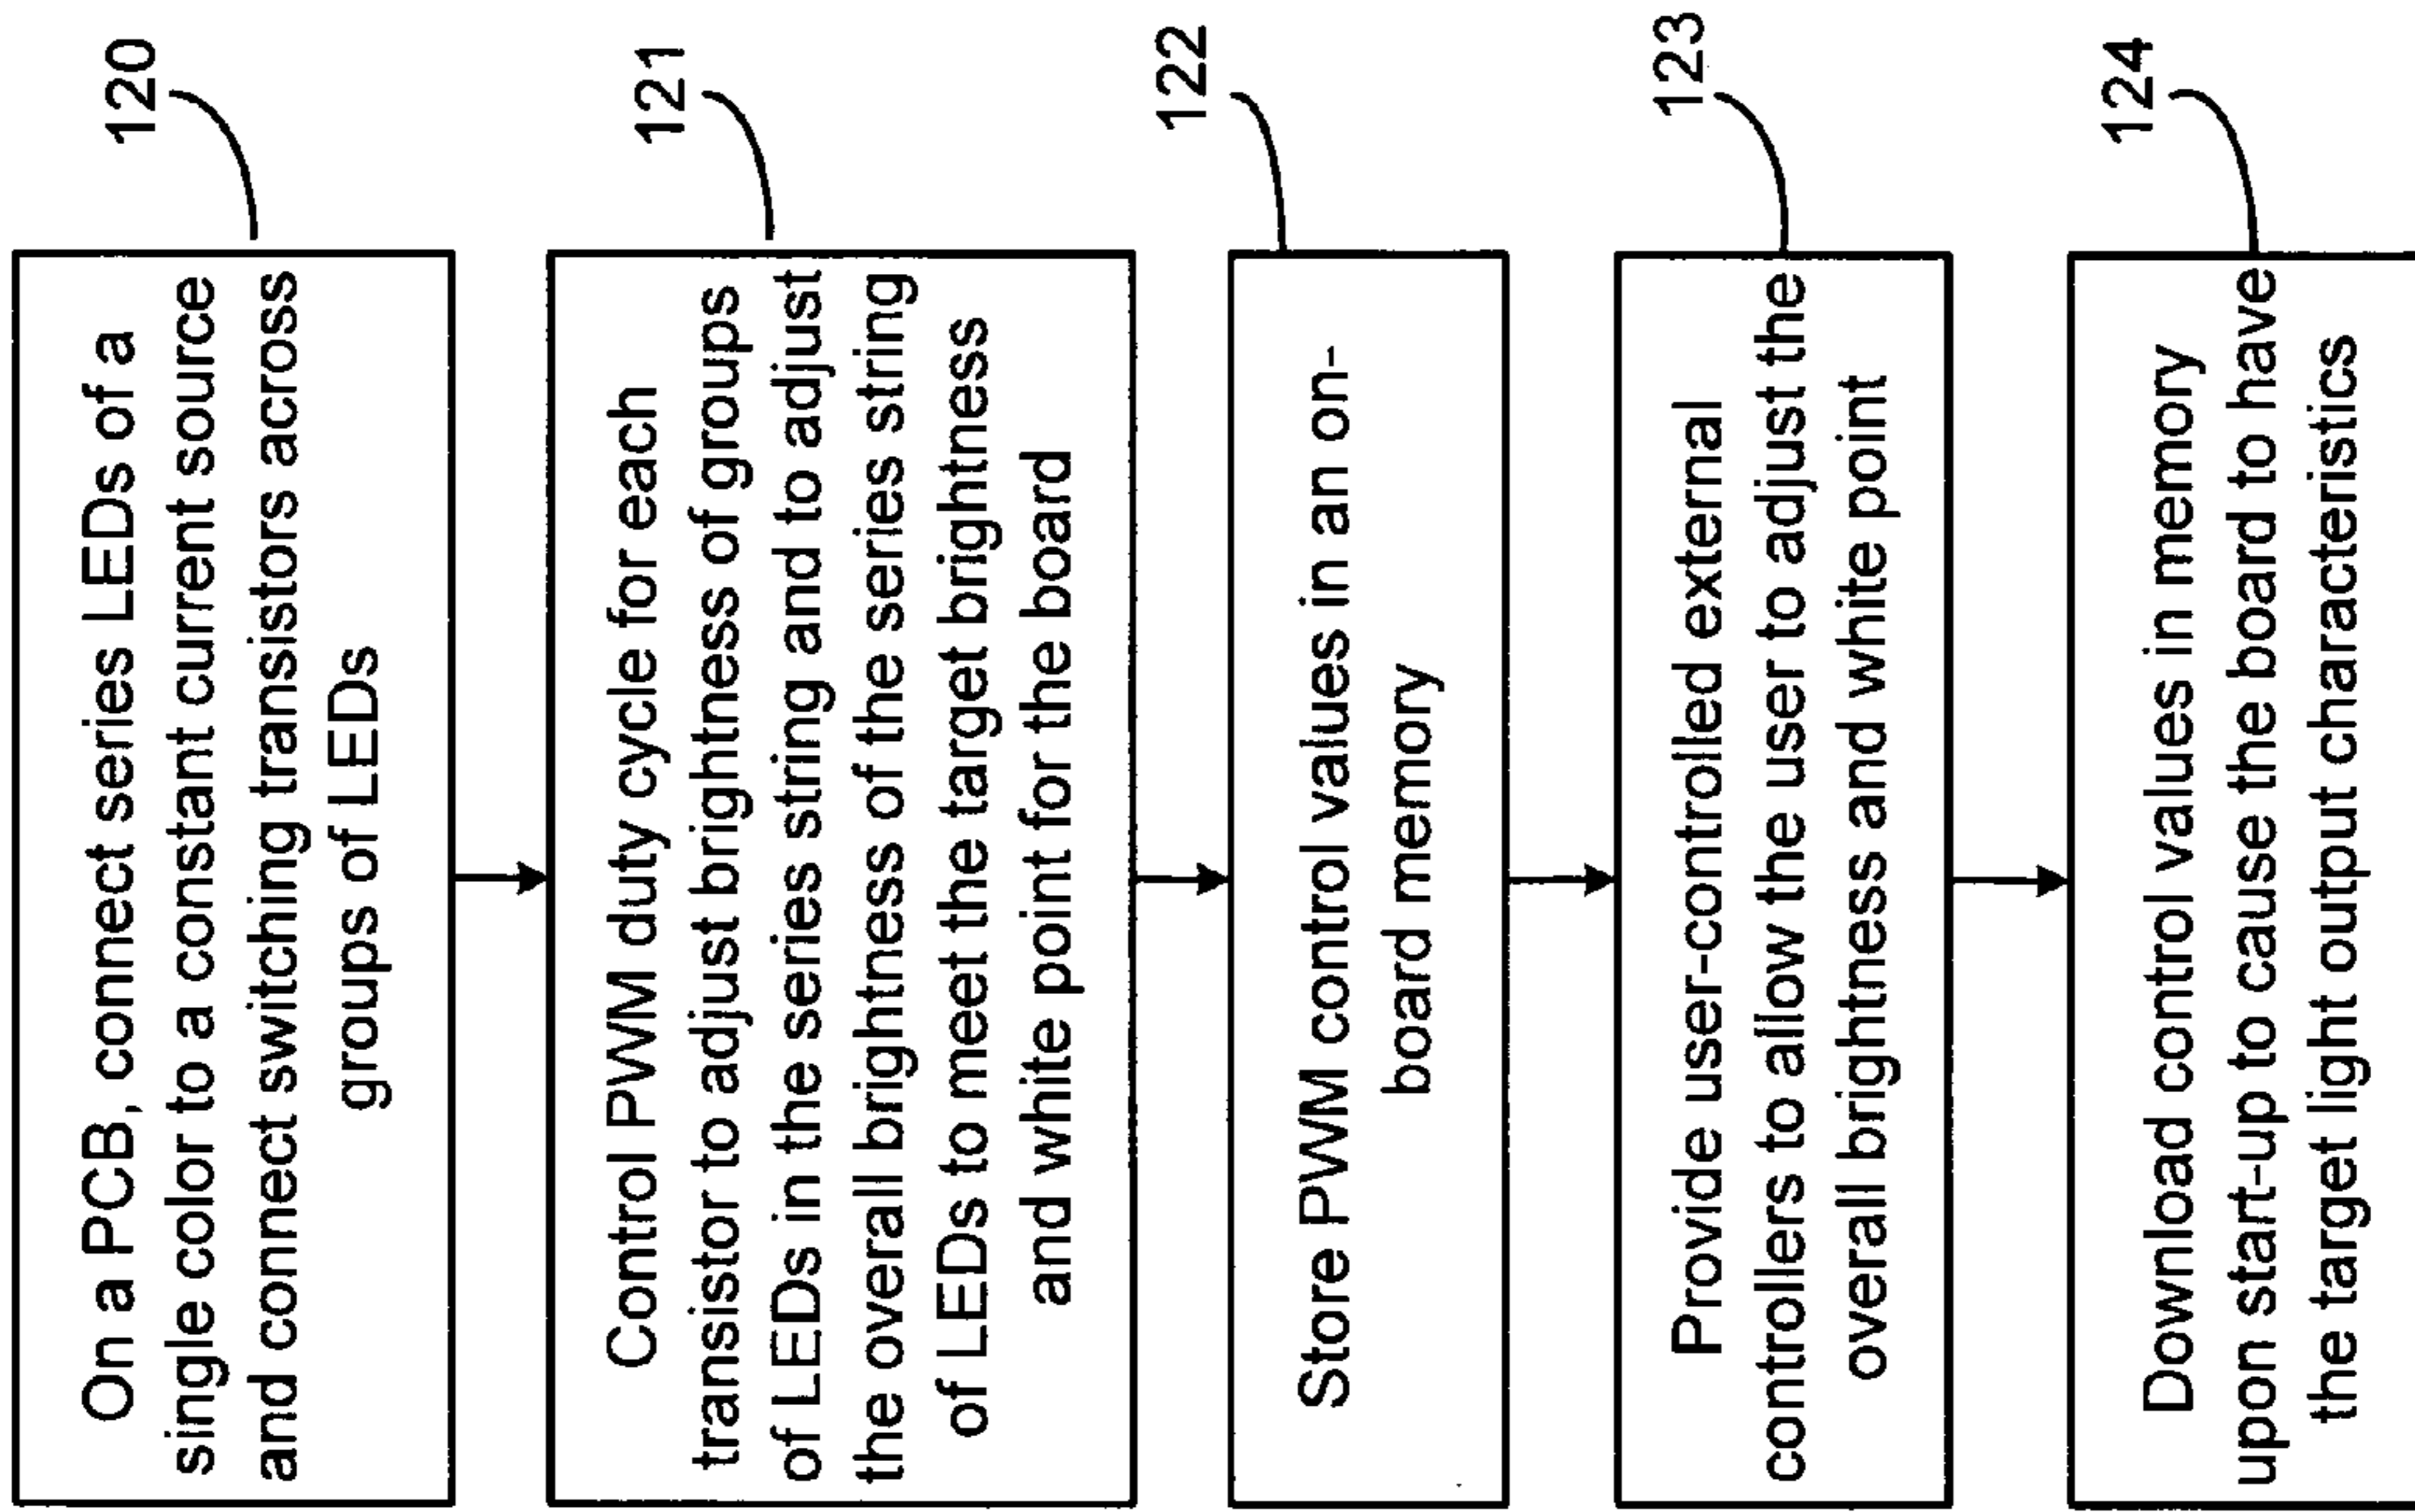 On a PCB, connect series LEDs of a
single color to a constant current source
and connect switching transistors across
groups of LEDs
120
Control PWM duty cycle for each
transistor to adjust brightness of groups
of LEDs in the series string and to adjust
the overall brightness of the series string
of LEDs to meet the target brightness
and white point for the board
121
Store PWM control values in an on-
board memory
122
Provide user-controlled external
controllers to allow the user to adjust the
overall brightness and white point
123
Download control values in memory
upon start-up to cause the board to have
the target light output characteristics
124